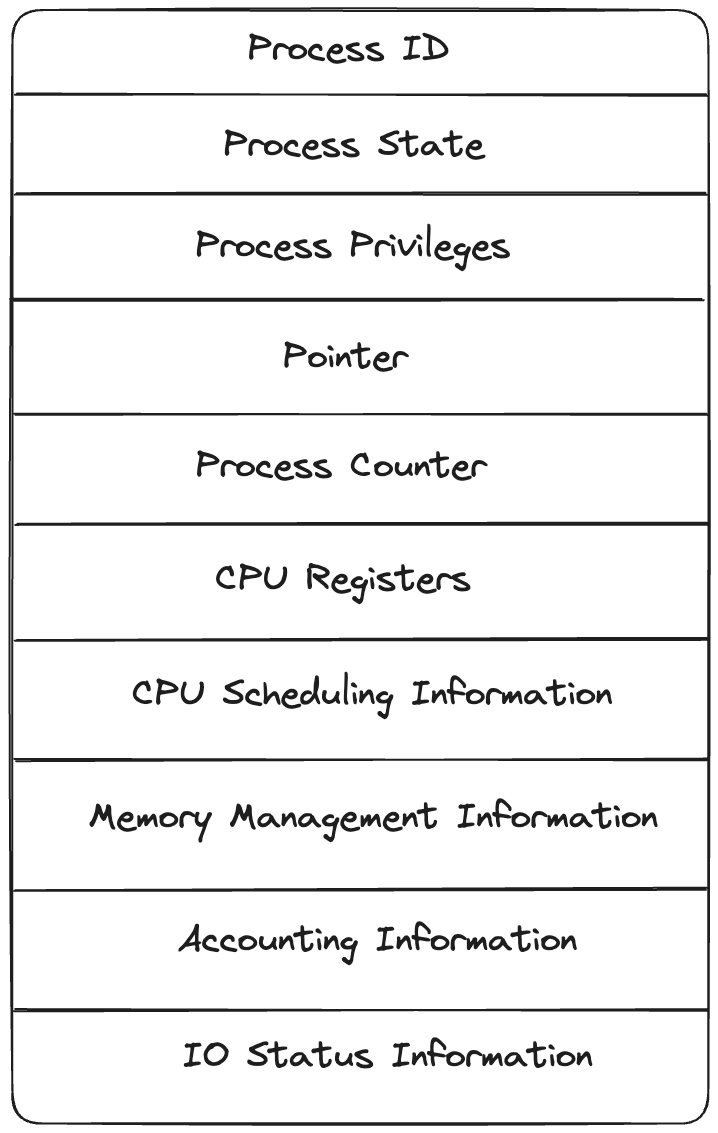 Process ID
Process State
Process Privileges
Pointer
Process Counter
CPU Registers
CPU Scheduling Information
Memory Management Information
Accounting Information
IO Status Information